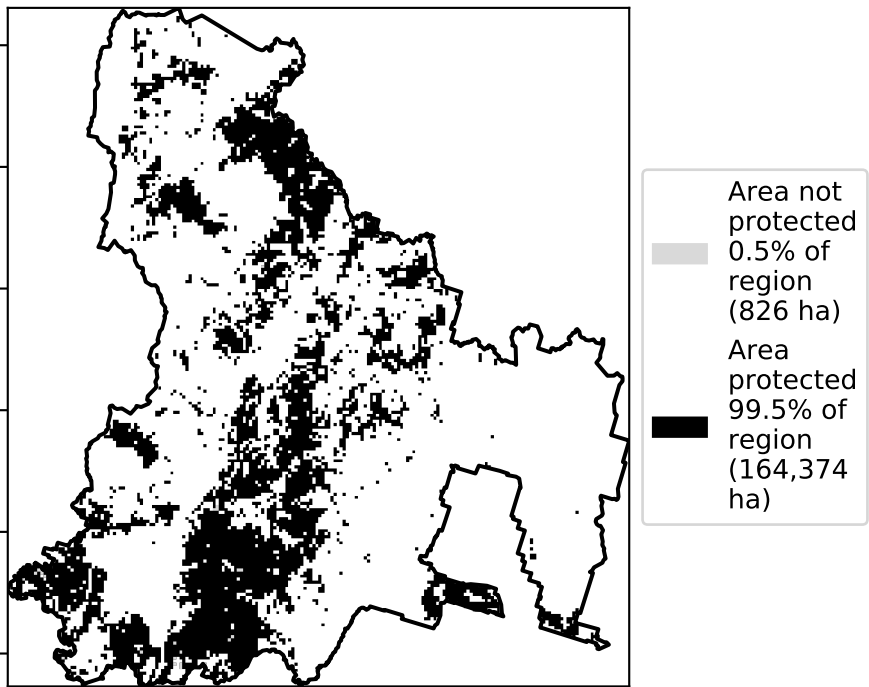 Area not
protected
0.5% of
region
(826 ha)
Area
protected
99.5% of
region
(164,374
ha)